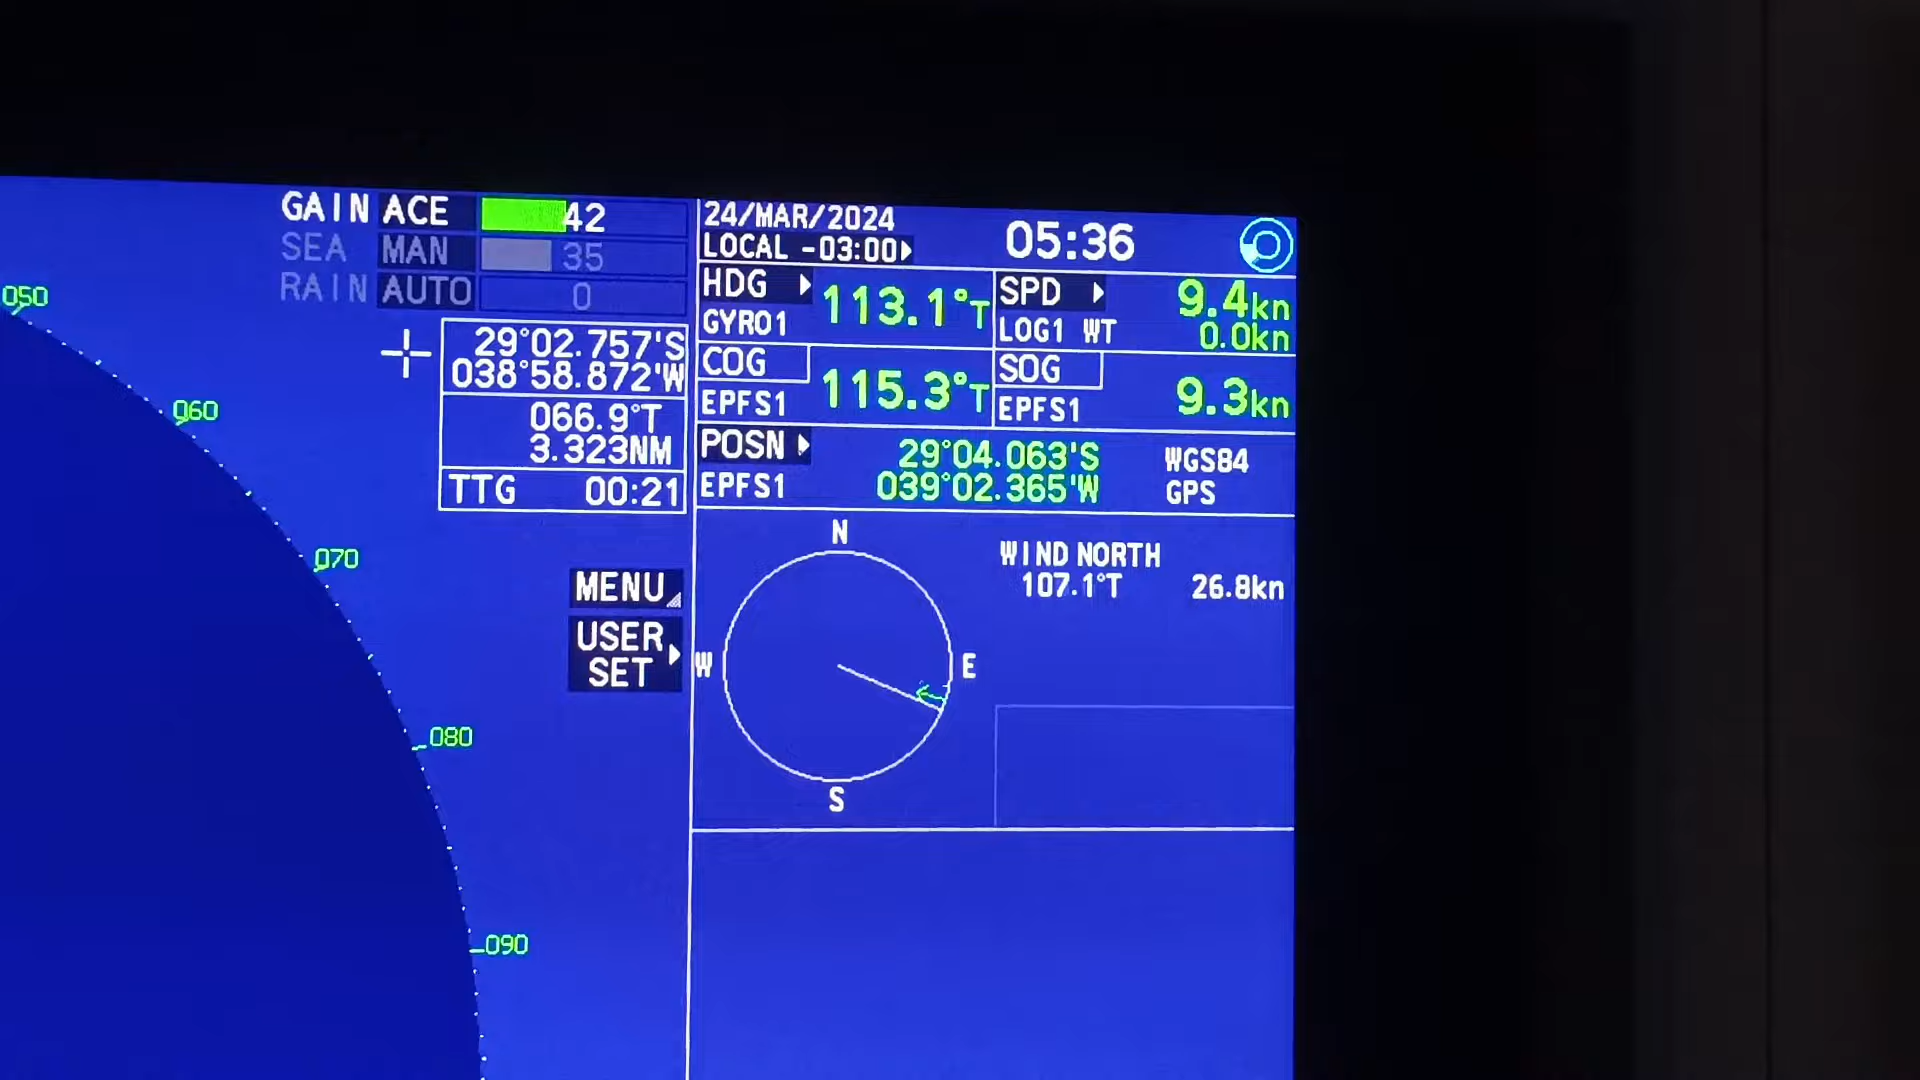 GAIN ACE 42
SEA MAN 35
RAIN AUTO 0
29°02.757'S
038°58.872'W
066.9°T
3.323NM
TTG 00:21
MENU
USER
SET
050
060
070
080
090
24/MAR/2024
LOCAL -03:00
05:36
HDG
GYRO1
113.1°T
SPD 9.4kn
LOG1 WT 0.0kn
COG
EPFS1
115.3°T
SOG
EPFS1
9.3kn
POSN 29°04.063'S WGS84
EPFS1 039°02.365'W GPS
N
W
E
S
WIND NORTH
107.1°T 26.8kn